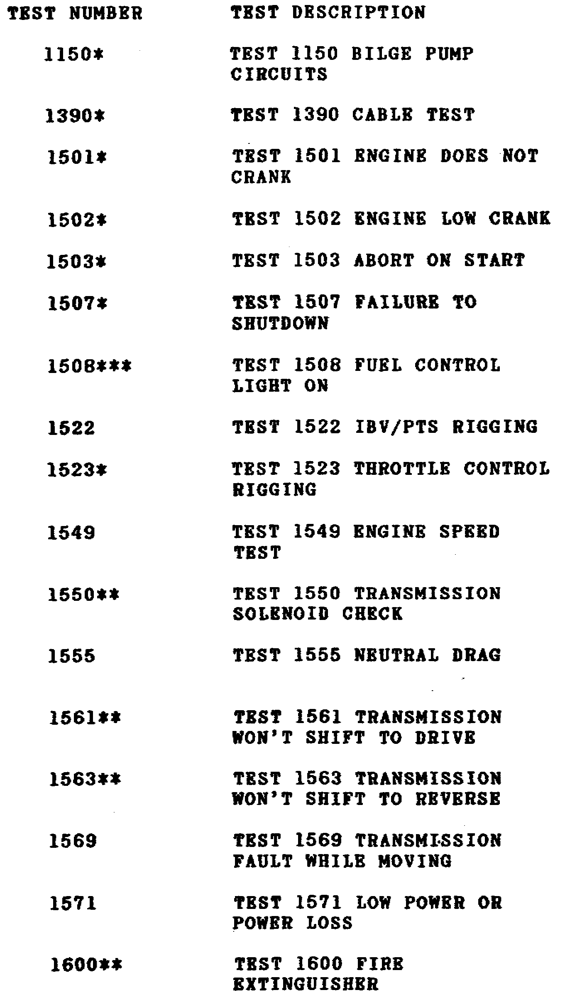 TEST NUMBER TEST DESCRIPTION
1150* TEST 1150 BILGE PUMP
CIRCUITS
1390* TEST 1390 CABLE TEST
1501* TEST 1501 ENGINE DOES NOT
CRANK
1502* TEST 1502 ENGINE LOW CRANK
1503* TEST 1503 ABORT ON START
1507* TEST 1507 FAILURE TO
SHUTDOWN
1508*** TEST 1508 FUEL CONTROL
LIGHT ON
1522 TEST 1522 IBV/PTS RIGGING
1523* TEST 1523 THROTTLE CONTROL
RIGGING
1549 TEST 1549 ENGINE SPEED
TEST
1550** TEST 1550 TRANSMISSION
SOLENOID CHECK
1555 TEST 1555 NEUTRAL DRAG
1561** TEST 1561 TRANSMISSION
WON'T SHIFT TO DRIVE
1563** TEST 1563 TRANSMISSION
WON'T SHIFT TO REVERSE
1569 TEST 1569 TRANSMISSION
FAULT WHILE MOVING
1571 TEST 1571 LOW POWER OR
POWER LOSS
1600** TEST 1600 FIRE
EXTINGUISHER